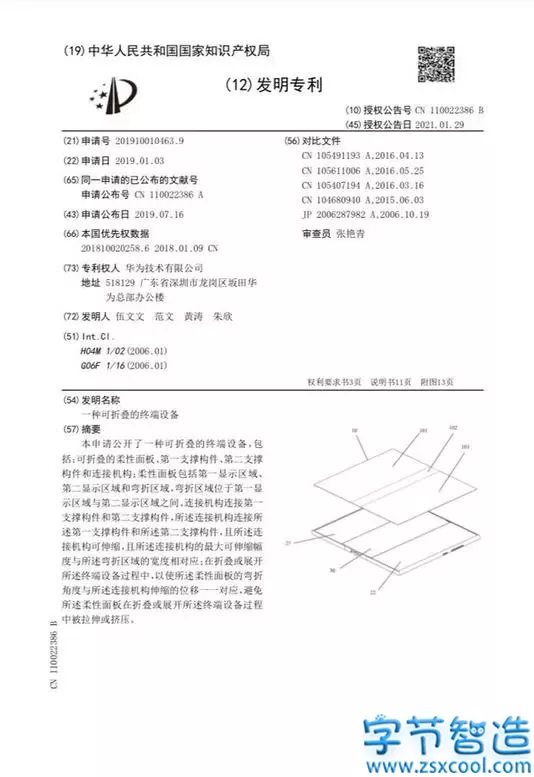 (19)中华人民共和国国家知识产权局
(12)发明专利
(10)授权公告号 CN 110022386 B
(45)授权公告日 2021.01.29
(21)申请号 201910010463.9
(22)申请日 2019.01.03
(65)同一申请的已公布的文献号
申请公布号 CN 110022386 A
(43)申请公布日 2019.07.16
(66)本国优先权数据
201810020258.6 2018.01.09 CN
(73)专利权人 华为技术有限公司
地址 518129 广东省深圳市龙岗区坂田华
为总部办公楼
(72)发明人 伍文文 范文 黄涛 朱欣
(51)Int.Cl.
H04M 1/02(2006.01)
G06F 1/16(2006.01)
(56)对比文件
CN 105491193 A,2016.04.13
CN 105611006 A,2016.05.25
CN 105407194 A,2016.03.16
CN 104680940 A,2015.06.03
JP 2006287982 A,2006.10.19
审查员 张艳青
权利要求书3页 说明书11页 附图13页
(54)发明名称
一种可折叠的终端设备
(57)摘要
本申请公开了一种可折叠的终端设备,包
括:可折叠的柔性面板、第一支撑构件、第二支撑
构件和连接机构;柔性面板包括第一显示区域、
第二显示区域和弯折区域,弯折区域位于第一显
示区域与第二显示区域之间,连接机构连接第一
支撑构件和第二支撑构件,所述连接机构连接所
述第一支撑构件和所述第二支撑构件,且所述连
接机构可伸缩,且所述连接机构的最大可伸缩幅
度与所述弯折区域的宽度相对应;在折叠或展开
所述终端设备过程中,以使所述柔性面板的弯折
角度与所述连接机构伸缩的位移一一对应,避免
所述柔性面板在折叠或展开所述终端设备过程
中被拉伸或挤压。
10
101
102
103
21
30
22
CN 110022386 B
字节智造
www.zsxcool.com